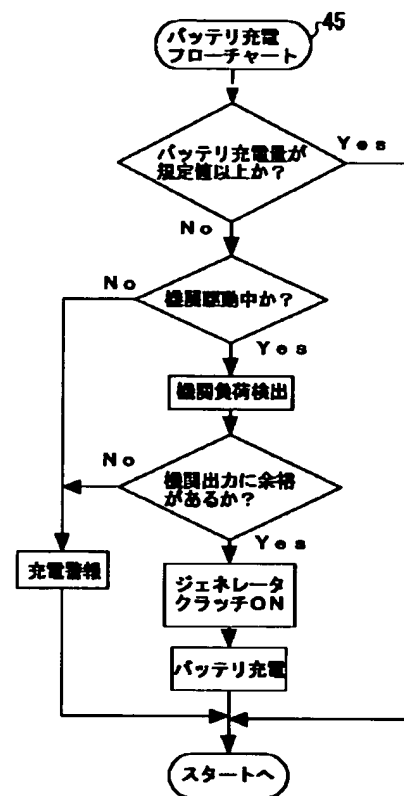 バッテリ充電
フローチャート
45
バッテリ充電量が
規定値以上か?
Yes
No
機関駆動中か?
No
Yes
機関負荷検出
機関出力に余裕
があるか?
No
Yes
充電警報
ジェネレータ
クラッチON
バッテリ充電
スタートへ